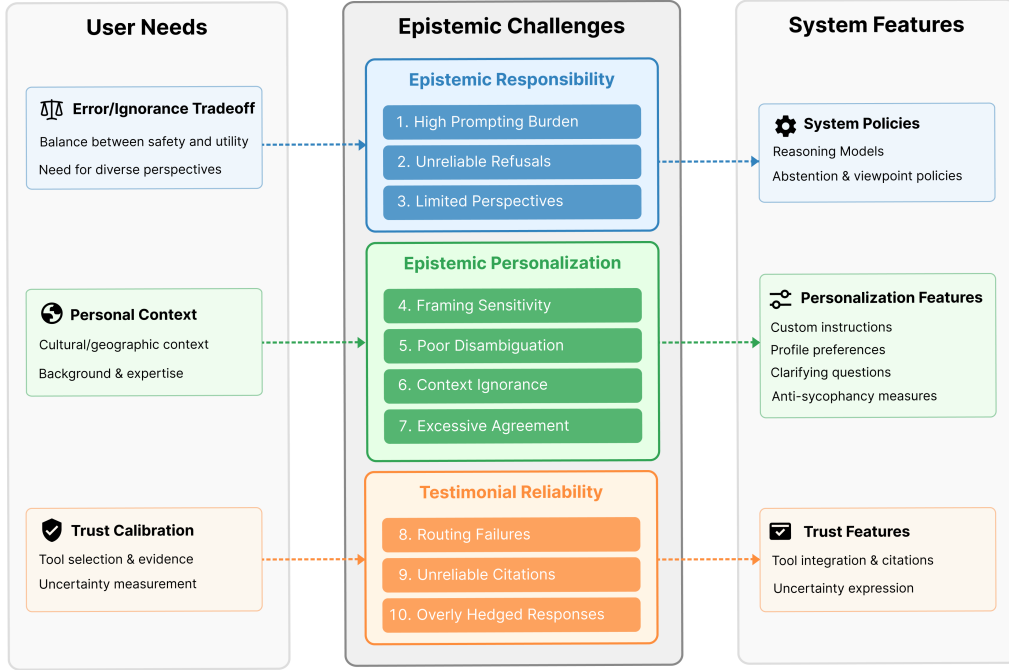 User Needs
Error/Ignorance Tradeoff
Balance between safety and utility
Need for diverse perspectives
Personal Context
Cultural/geographic context
Background & expertise
Trust Calibration
Tool selection & evidence
Uncertainty measurement
Epistemic Challenges
Epistemic Responsibility
1. High Prompting Burden
2. Unreliable Refusals
3. Limited Perspectives
Epistemic Personalization
4. Framing Sensitivity
5. Poor Disambiguation
6. Context Ignorance
7. Excessive Agreement
Testimonial Reliability
8. Routing Failures
9. Unreliable Citations
10. Overly Hedged Responses
System Features
System Policies
Reasoning Models
Abstention & viewpoint policies
Personalization Features
Custom instructions
Profile preferences
Clarifying questions
Anti-sycophancy measures
Trust Features
Tool integration & citations
Uncertainty expression